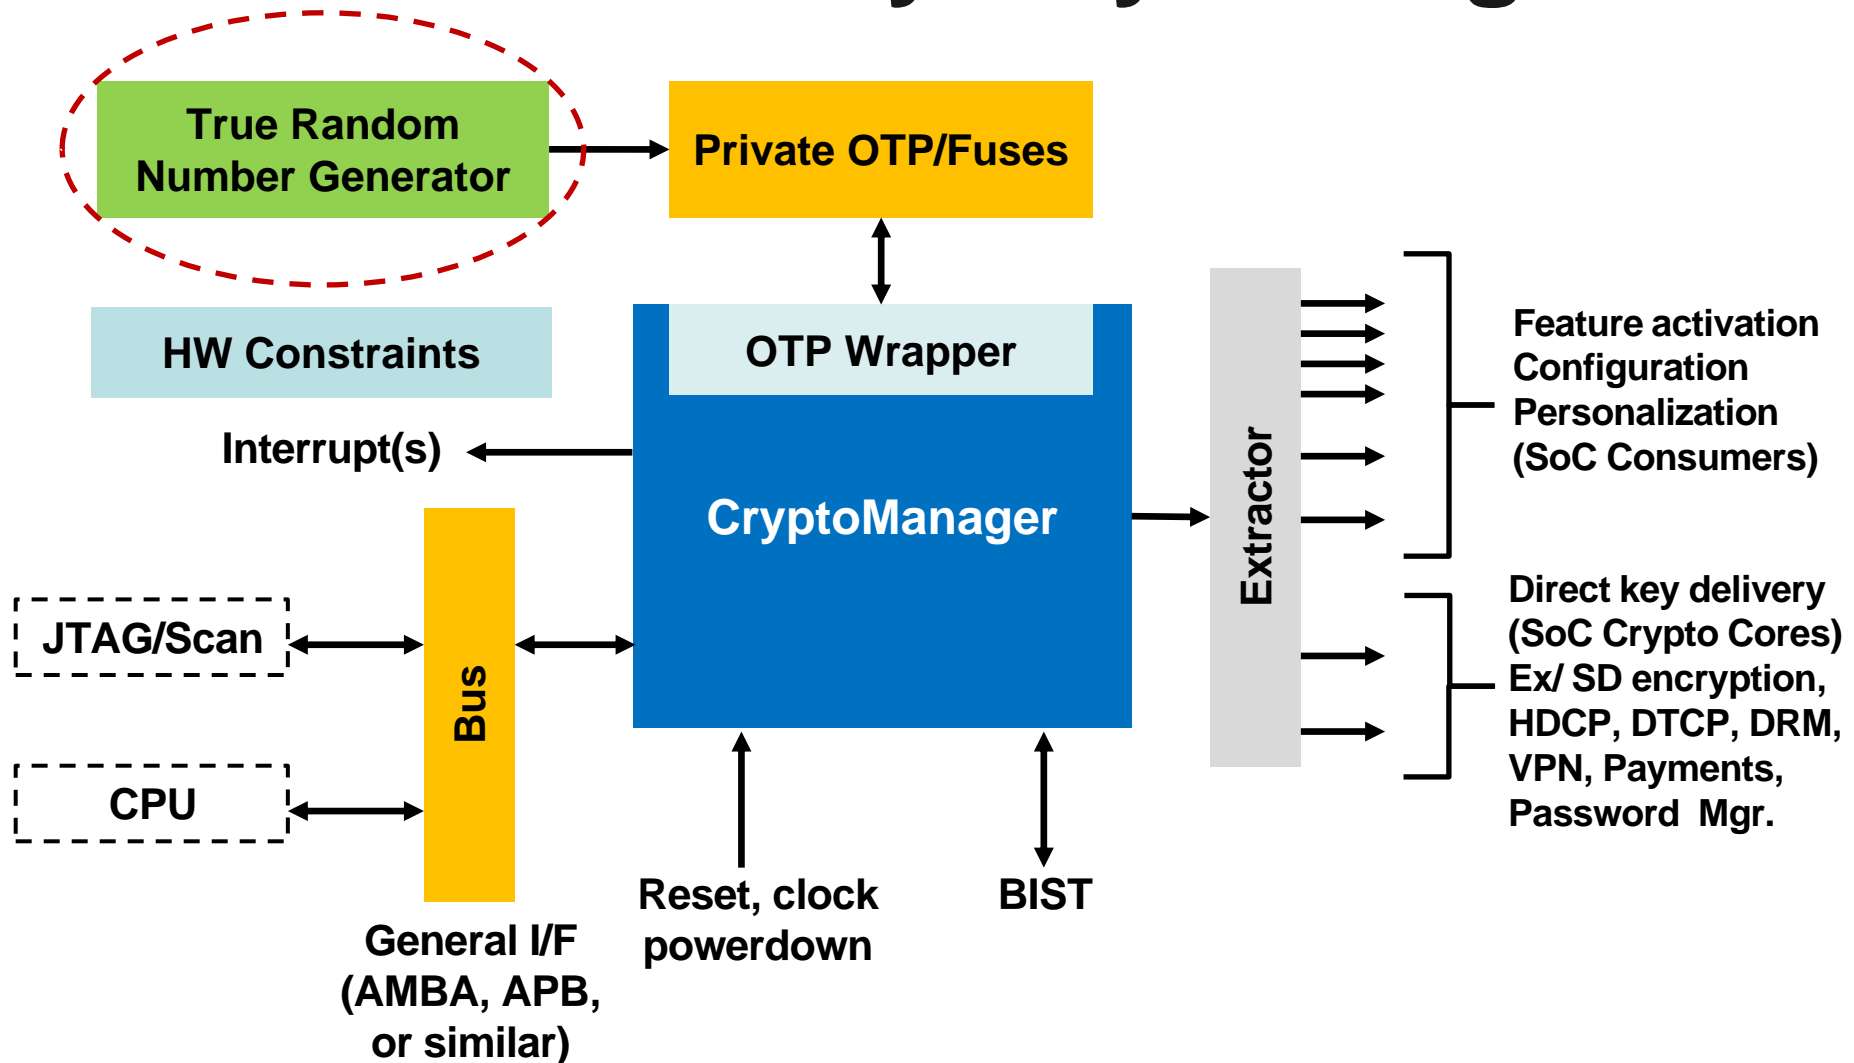 True Random
Number Generator
Private OTP/Fuses
HW Constraints
OTP Wrapper
Interrupt(s)
CryptoManager
Extractor
Feature activation
Configuration
Personalization
(SoC Consumers)
JTAG/Scan
Bus
CPU
Direct key delivery
(SoC Crypto Cores)
Ex/ SD encryption,
HDCP, DTCP, DRM,
VPN, Payments,
Password Mgr.
Reset, clock
powerdown
BIST
General I/F
(AMBA, APB,
or similar)